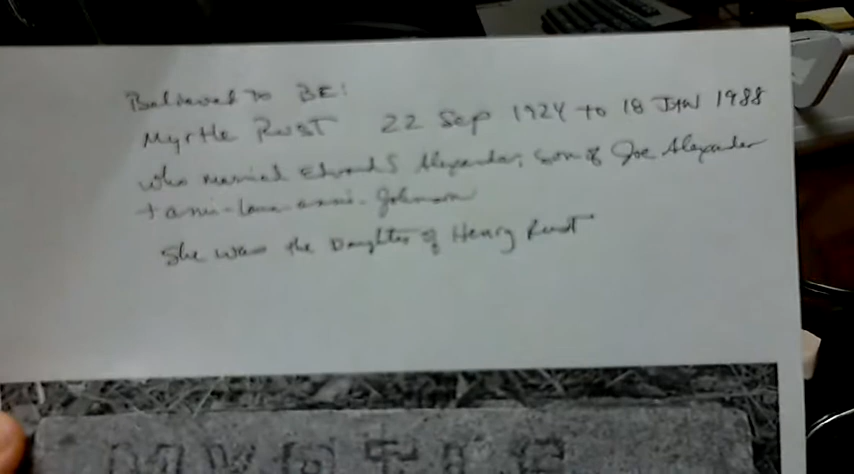 Believed To BE:
Myrtle Rust 22 Sep 1924 to 18 JAN 1988
who married Edward S Alexander, son of Joe Alexander
+ Johnson
She was the Daughter of Henry Rust
MYRTLE